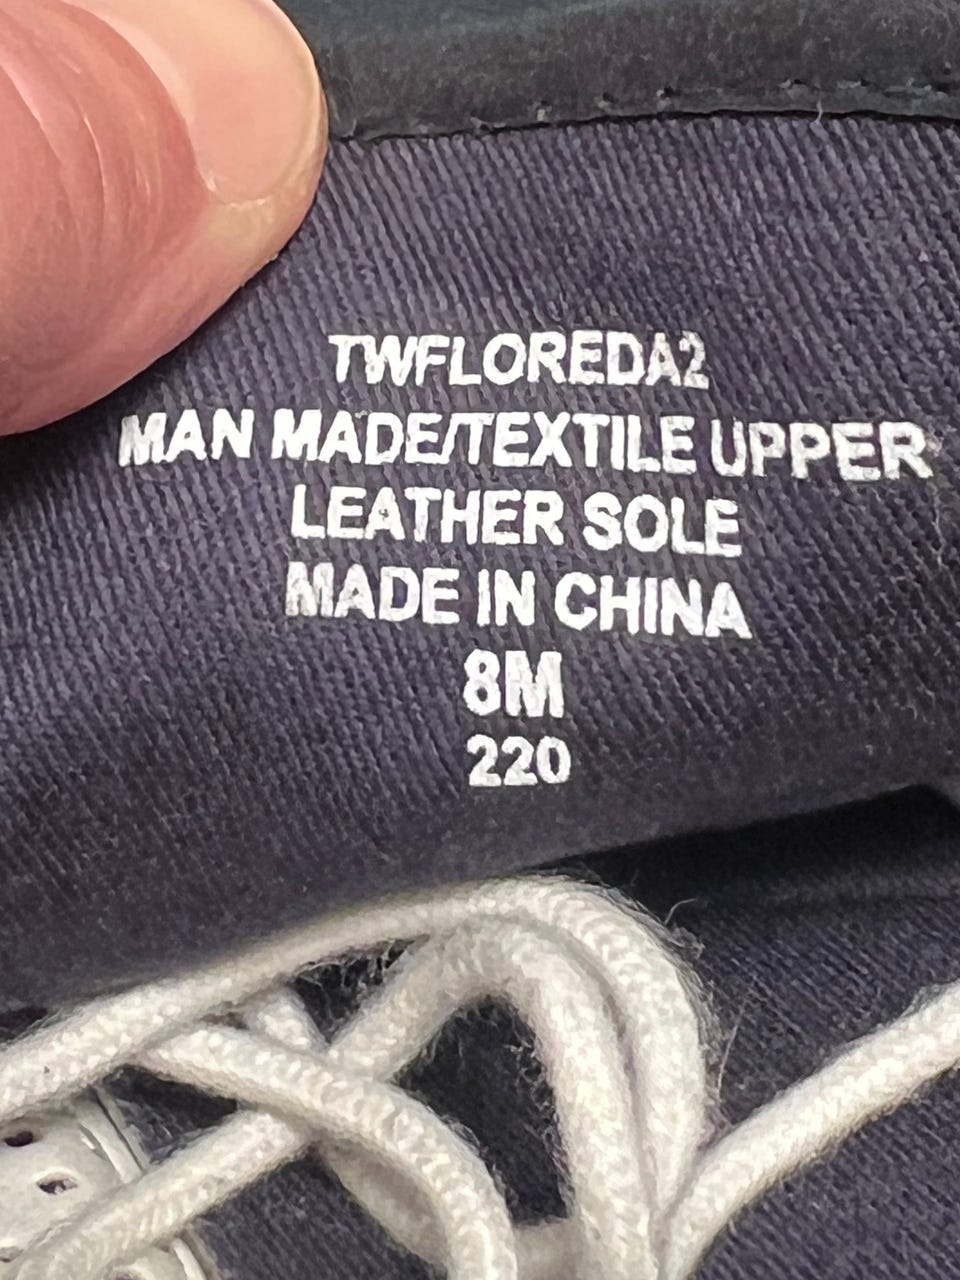 TWFLOREDA2
MAN MADE/TEXTILE UPPER
LEATHER SOLE
MADE IN CHINA
8M
220